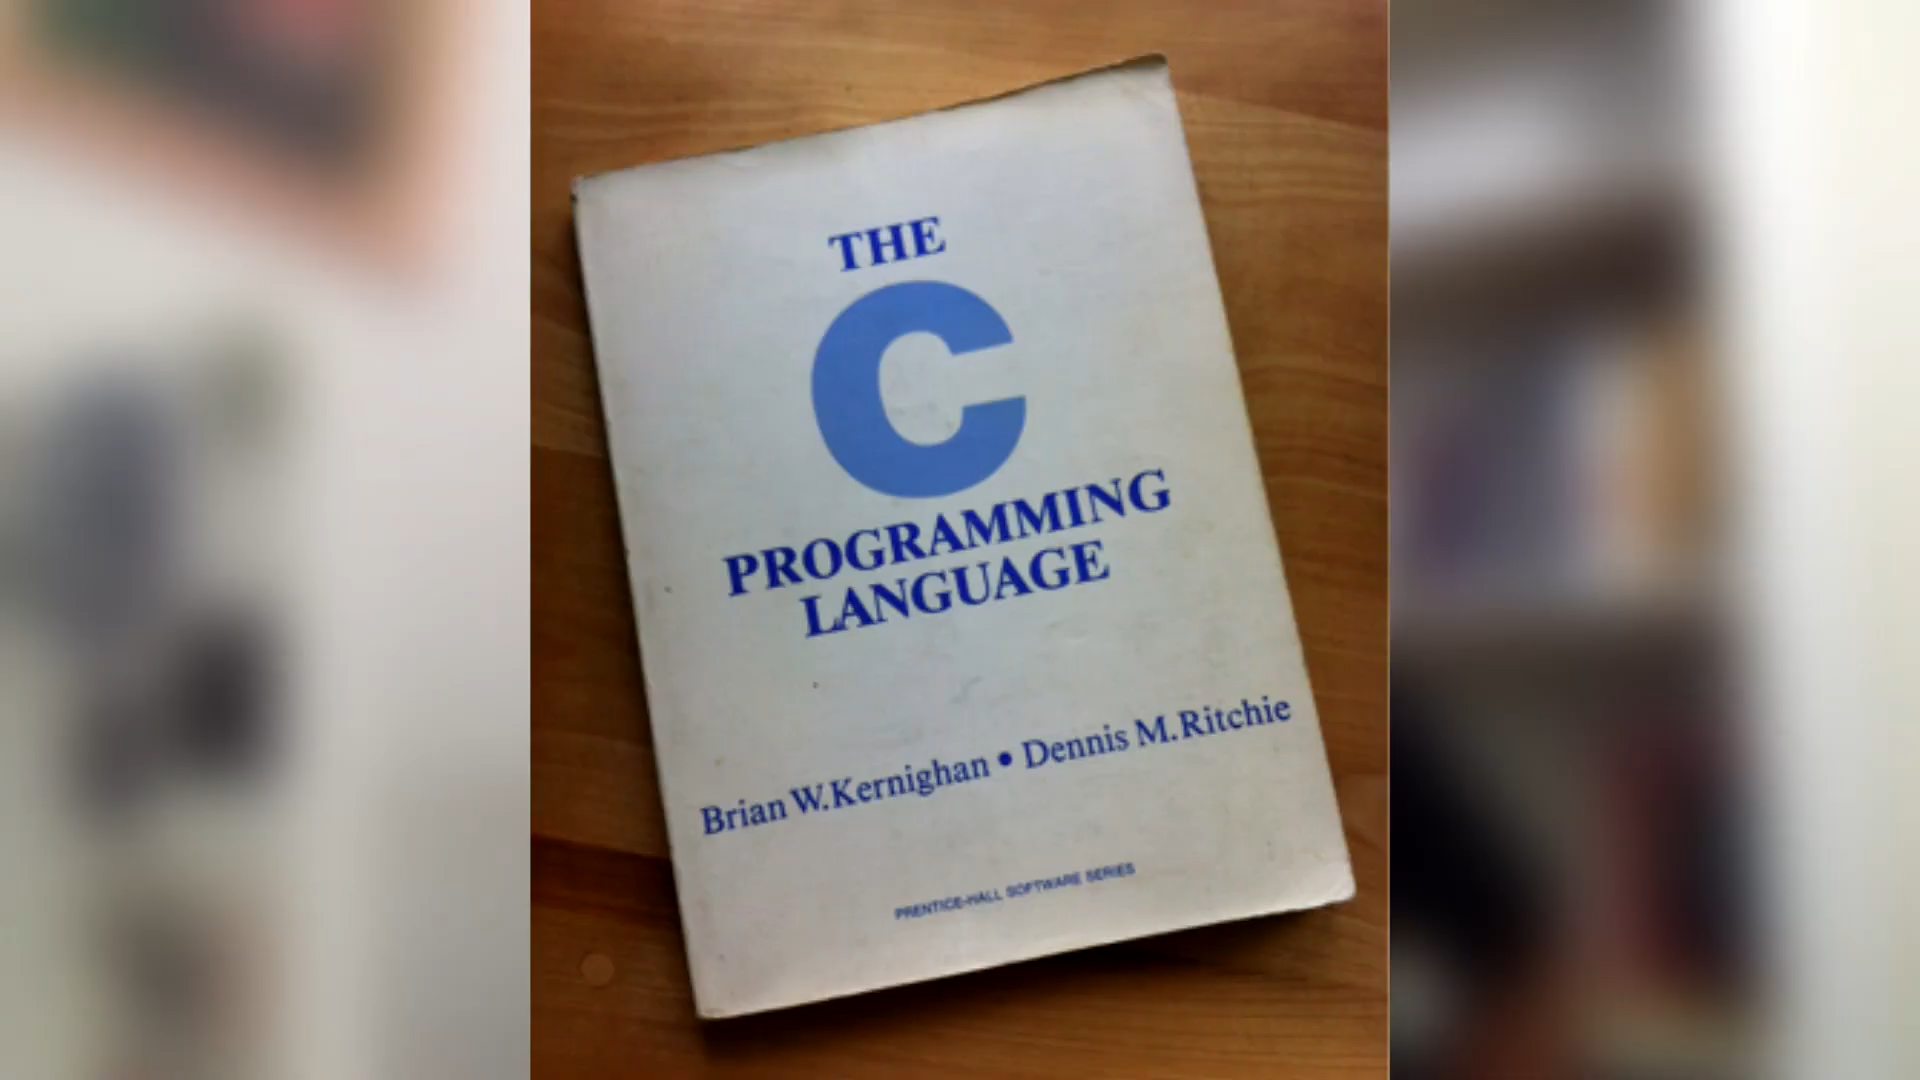 THE
C
PROGRAMMING
LANGUAGE
Brian W. Kernighan • Dennis M. Ritchie
PRENTICE-HALL SOFTWARE SERIES